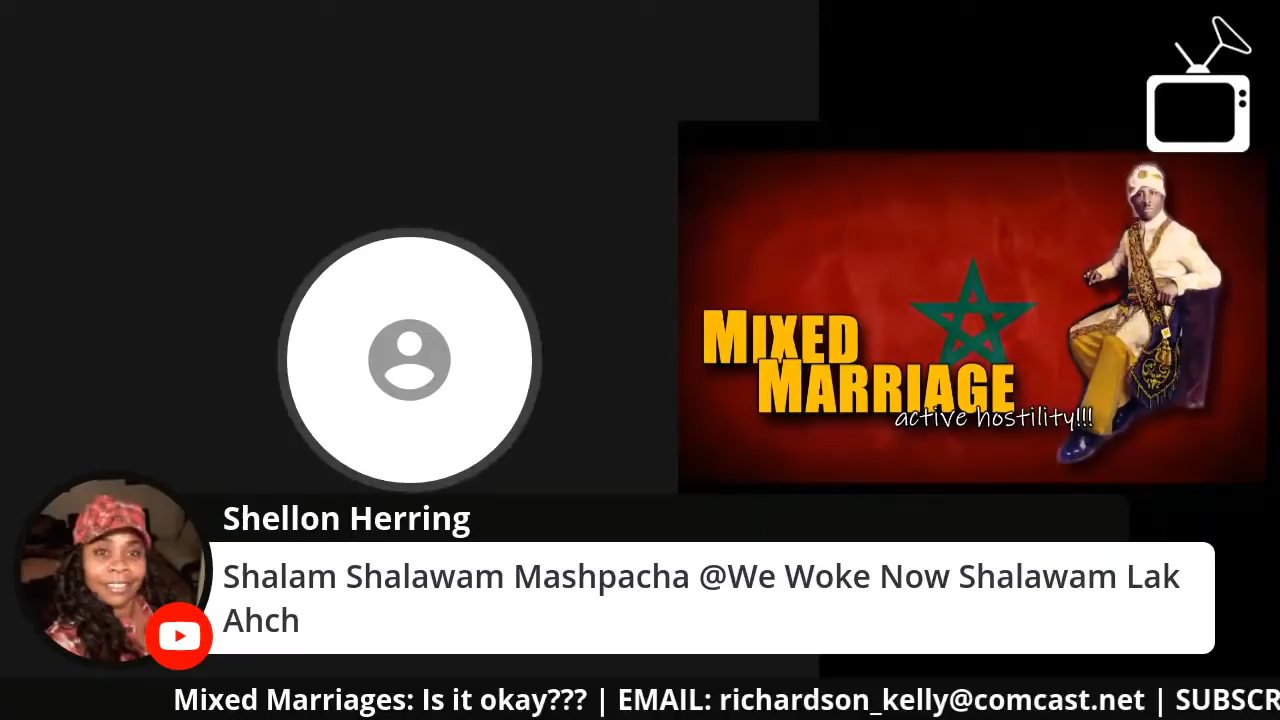 MIXED
MARRIAGE
active hostility!!!
Shellon Herring
Shalam Shalawam Mashpacha @We Woke Now Shalawam Lak
Ahch
Mixed Marriages: Is it okay??? | EMAIL: richardson_kelly@comcast.net | SUBSCR